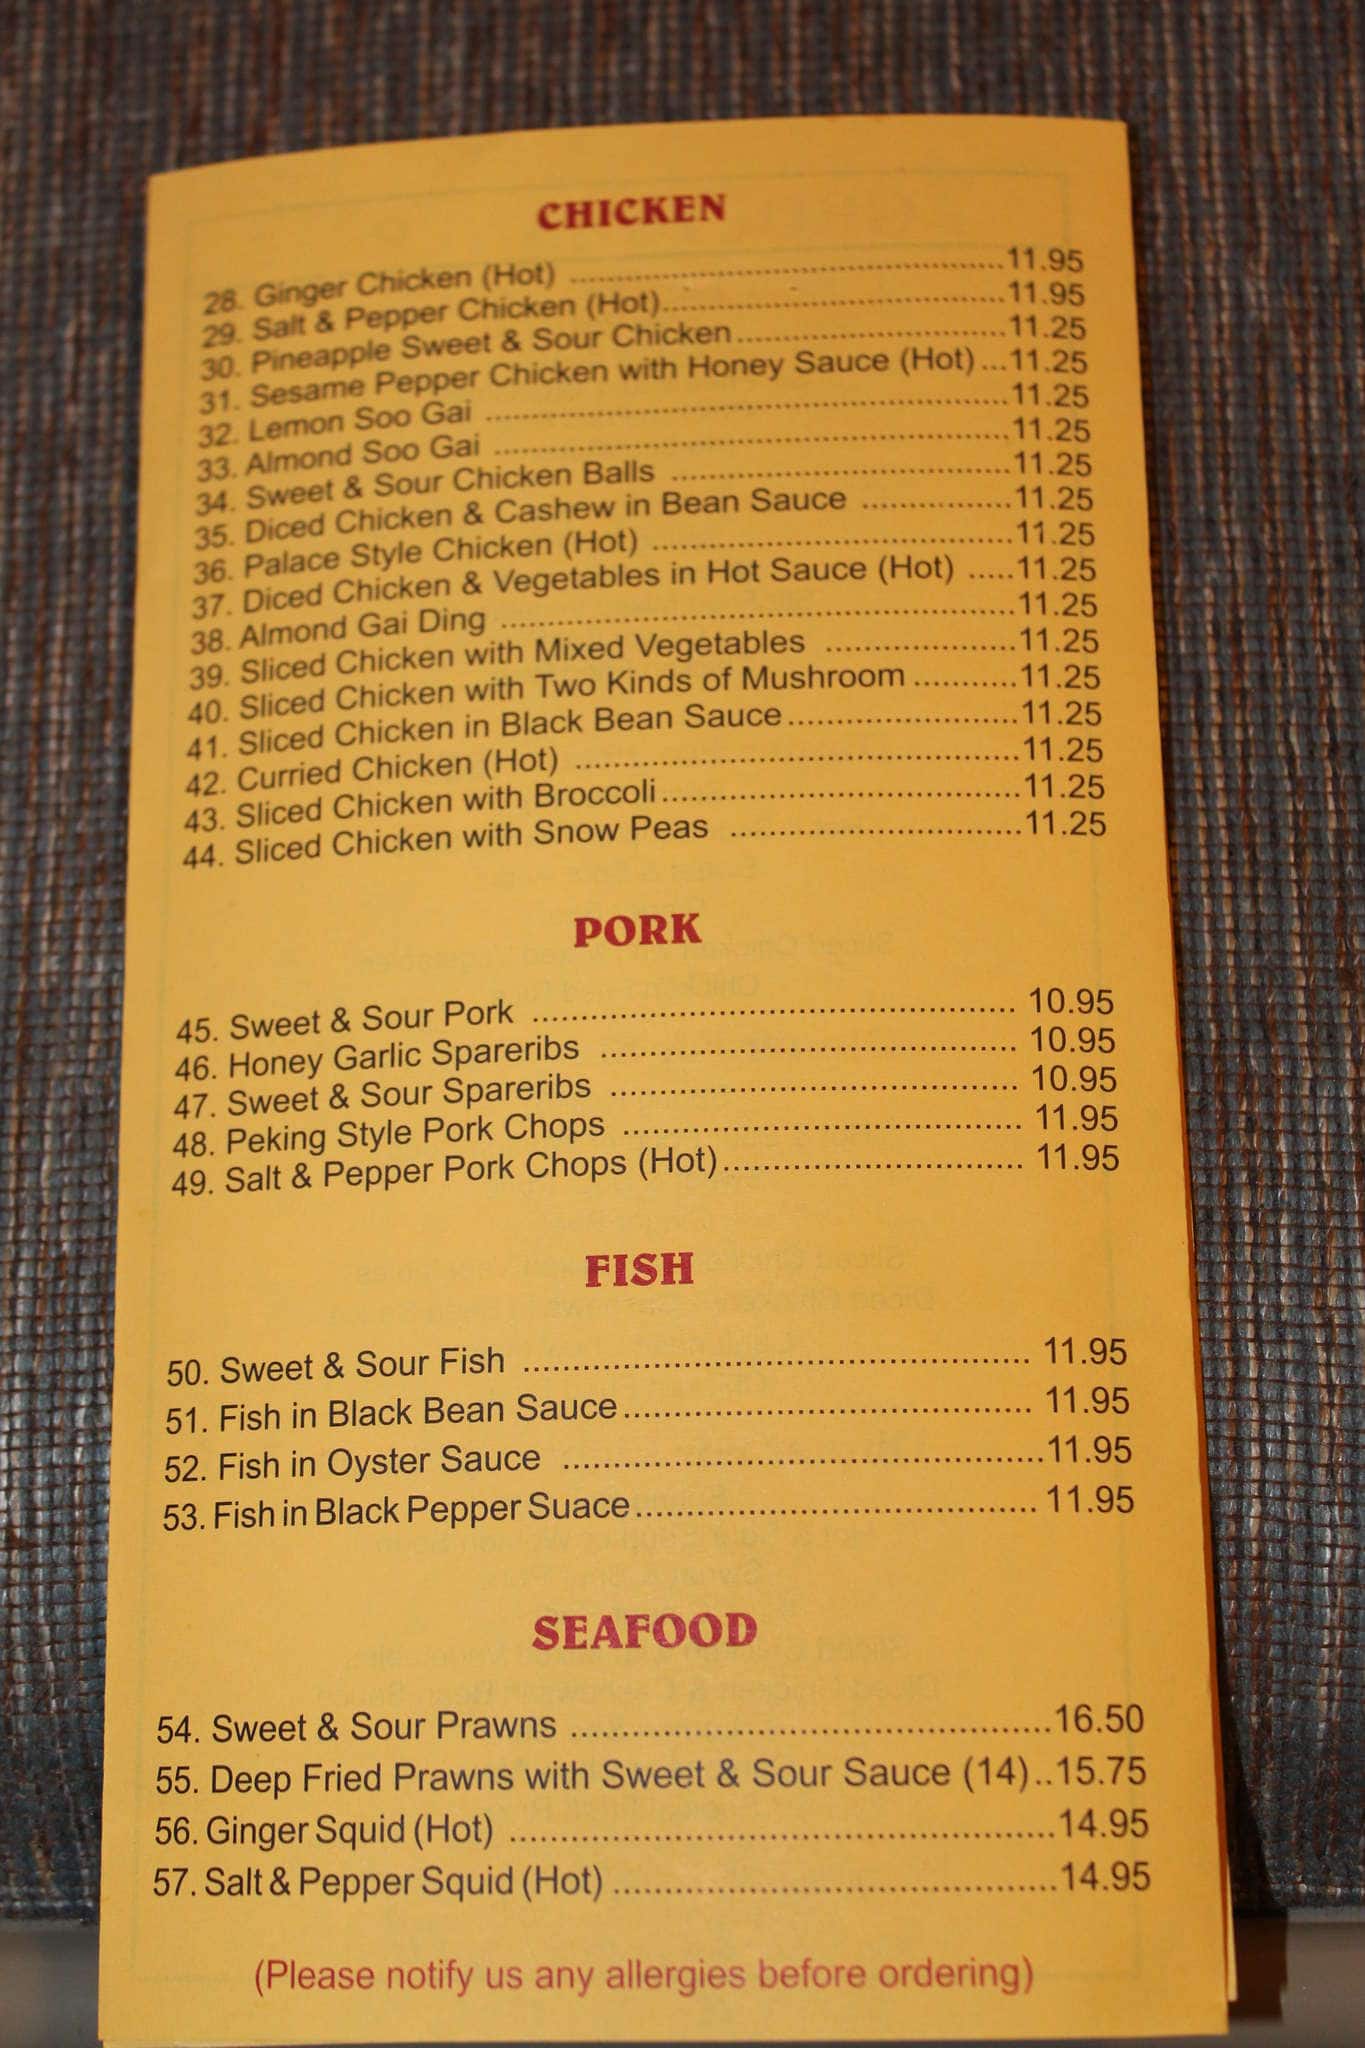 CHICKEN
28. Ginger Chicken (Hot) ..........11.95
29. Salt & Pepper Chicken (Hot)..........11.95
30. Pineapple Sweet & Sour Chicken..........11.25
31. Sesame Pepper Chicken with Honey Sauce (Hot) ...11.25
32. Lemon Soo Gai ..........11.25
33. Almond Soo Gai ..........11.25
34. Sweet & Sour Chicken Balls ..........11.25
35. Diced Chicken & Cashew in Bean Sauce ..........11.25
36. Palace Style Chicken (Hot) ..........11.25
37. Diced Chicken & Vegetables in Hot Sauce (Hot) .....11.25
38. Almond Gai Ding ..........11.25
39. Sliced Chicken with Mixed Vegetables ..........11.25
40. Sliced Chicken with Two Kinds of Mushroom ..........11.25
41. Sliced Chicken in Black Bean Sauce..........11.25
42. Curried Chicken (Hot) ..........11.25
43. Sliced Chicken with Broccoli..........11.25
44. Sliced Chicken with Snow Peas ..........11.25
PORK
45. Sweet & Sour Pork .......... 10.95
46. Honey Garlic Spareribs .......... 10.95
47. Sweet & Sour Spareribs .......... 10.95
48. Peking Style Pork Chops .......... 11.95
49. Salt & Pepper Pork Chops (Hot).......... 11.95
FISH
50. Sweet & Sour Fish .......... 11.95
51. Fish in Black Bean Sauce.......... 11.95
52. Fish in Oyster Sauce ..........11.95
53. Fish in Black Pepper Suace.......... 11.95
SEAFOOD
54. Sweet & Sour Prawns ..........16.50
55. Deep Fried Prawns with Sweet & Sour Sauce (14)..15.75
56. Ginger Squid (Hot) ..........14.95
57. Salt & Pepper Squid (Hot) ..........14.95
(Please notify us any allergies before ordering)